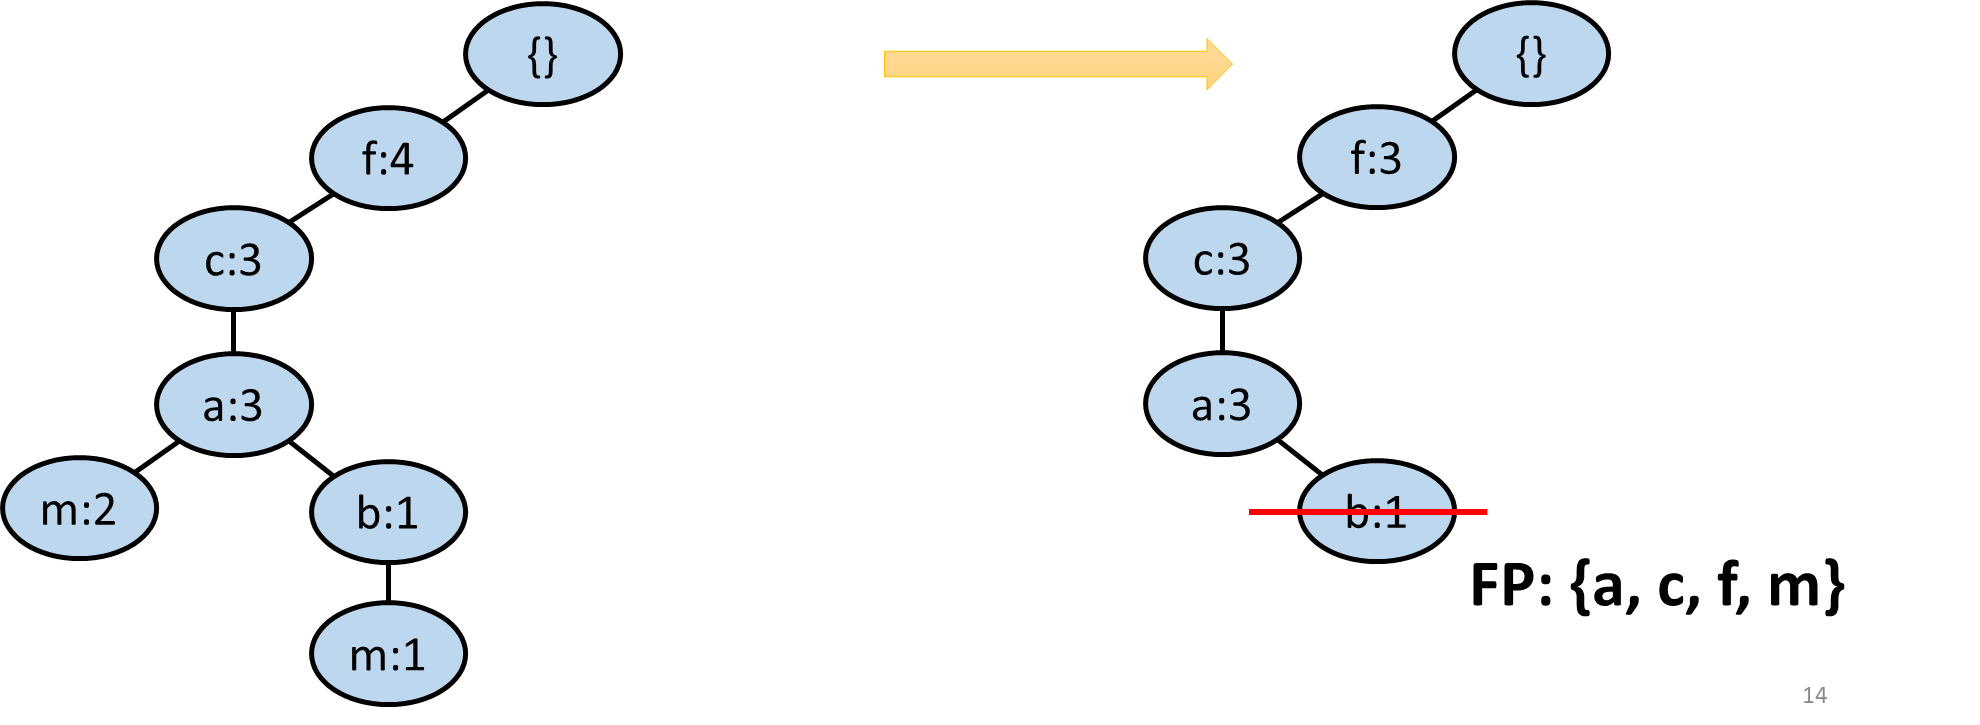 {}
f:4
c:3
a:3
m:2
b:1
m:1
{}
f:3
c:3
a:3
b:1
FP: {a, c, f, m}
14